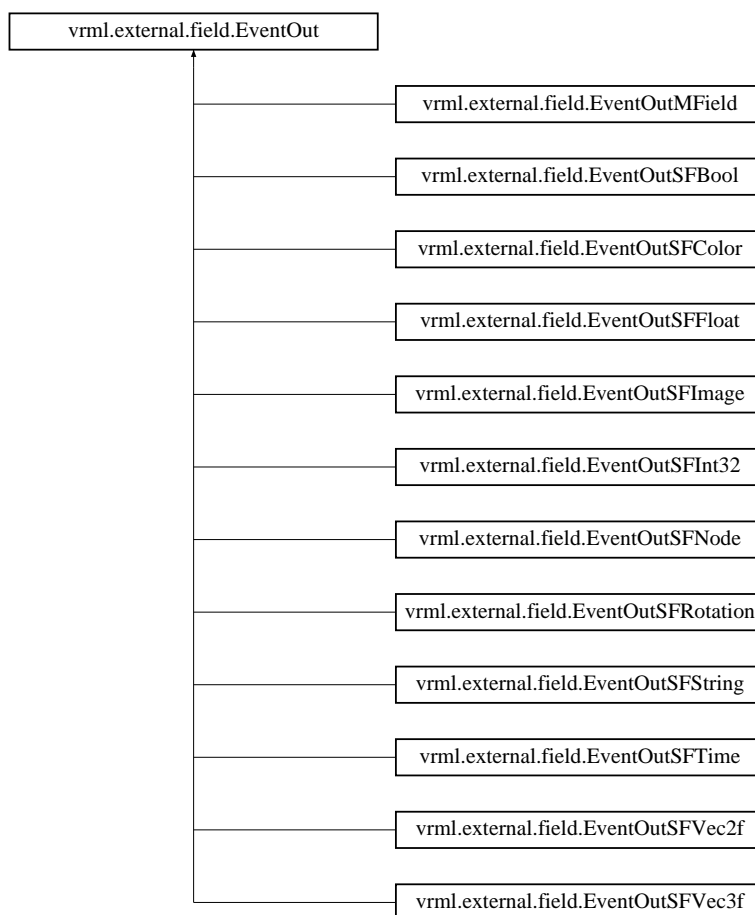 vrml.external.field.EventOut
vrml.external.field.EventOutMField
vrml.external.field.EventOutSFBool
vrml.external.field.EventOutSFColor
vrml.external.field.EventOutSFFloat
vrml.external.field.EventOutSFImage
vrml.external.field.EventOutSFInt32
vrml.external.field.EventOutSFNode
vrml.external.field.EventOutSFRotation
vrml.external.field.EventOutSFString
vrml.external.field.EventOutSFTime
vrml.external.field.EventOutSFVec2f
vrml.external.field.EventOutSFVec3f